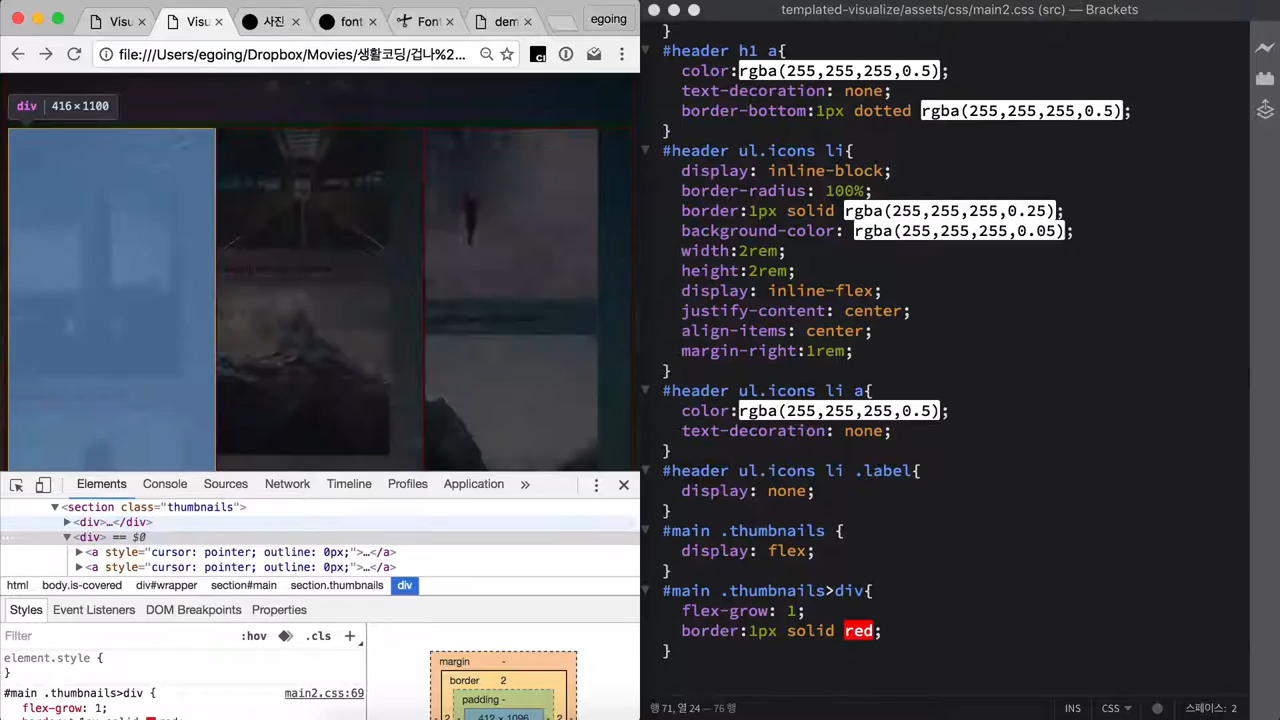 Visu
Visu
사진
font
Font
dem
egoing
file:///Users/egoing/Dropbox/Movies/생활코딩/겁나%2...
div 416×1100
Elements Console Sources Network Timeline Profiles Application »
▼<section class="thumbnails">
▶<div>…</div>
▼<div> == $0
▶<a style="cursor: pointer; outline: 0px;">…</a>
▶<a style="cursor: pointer; outline: 0px;">…</a>
html body.is-covered div#wrapper section#main section.thumbnails div
Styles Event Listeners DOM Breakpoints Properties
Filter :hov .cls +
element.style {
}
#main .thumbnails>div { main2.css:69
flex-grow: 1;
border: 1px solid red;
margin -
border 2
padding -
412 × 1096
templated-visualize/assets/css/main2.css (src) — Brackets
}
#header h1 a{
color:rgba(255,255,255,0.5);
text-decoration: none;
border-bottom:1px dotted rgba(255,255,255,0.5);
}
#header ul.icons li{
display: inline-block;
border-radius: 100%;
border:1px solid rgba(255,255,255,0.25);
background-color: rgba(255,255,255,0.05);
width:2rem;
height:2rem;
display: inline-flex;
justify-content: center;
align-items: center;
margin-right:1rem;
}
#header ul.icons li a{
color:rgba(255,255,255,0.5);
text-decoration: none;
}
#header ul.icons li .label{
display: none;
}
#main .thumbnails {
display: flex;
}
#main .thumbnails>div{
flex-grow: 1;
border:1px solid red;
}
행 71, 열 24 — 76 행
INS CSS 스페이스: 2